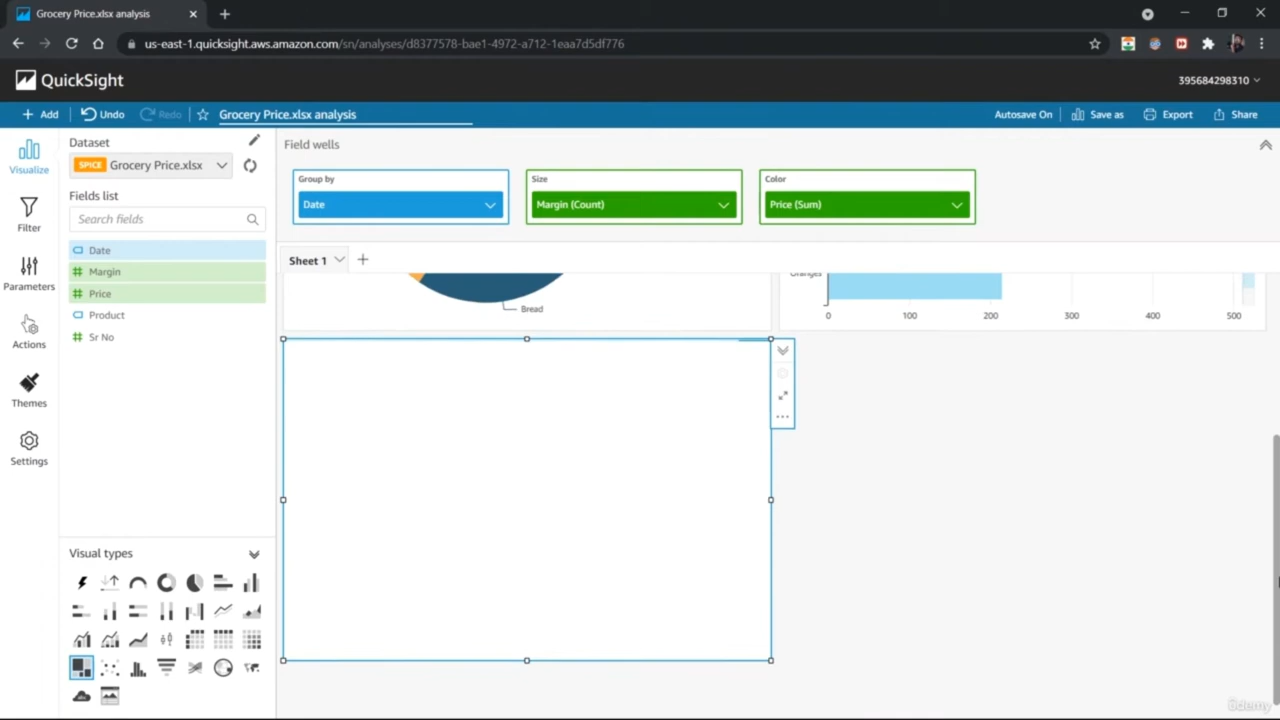 Grocery Price.xlsx analysis
us-east-1.quicksight.aws.amazon.com/sn/analyses/d8377578-bae1-4972-a712-1eaa7d5df776
QuickSight
395684298310
Add
Undo
Redo
Grocery Price.xlsx analysis
Autosave On
Save as
Export
Share
Visualize
Filter
Parameters
Actions
Themes
Settings
Dataset
SPICE Grocery Price.xlsx
Fields list
Search fields
Date
Margin
Price
Product
Sr No
Visual types
Field wells
Group by
Date
Size
Margin (Count)
Color
Price (Sum)
Sheet 1
Bread
Oranges
0 100 200 300 400 500
ûdemy